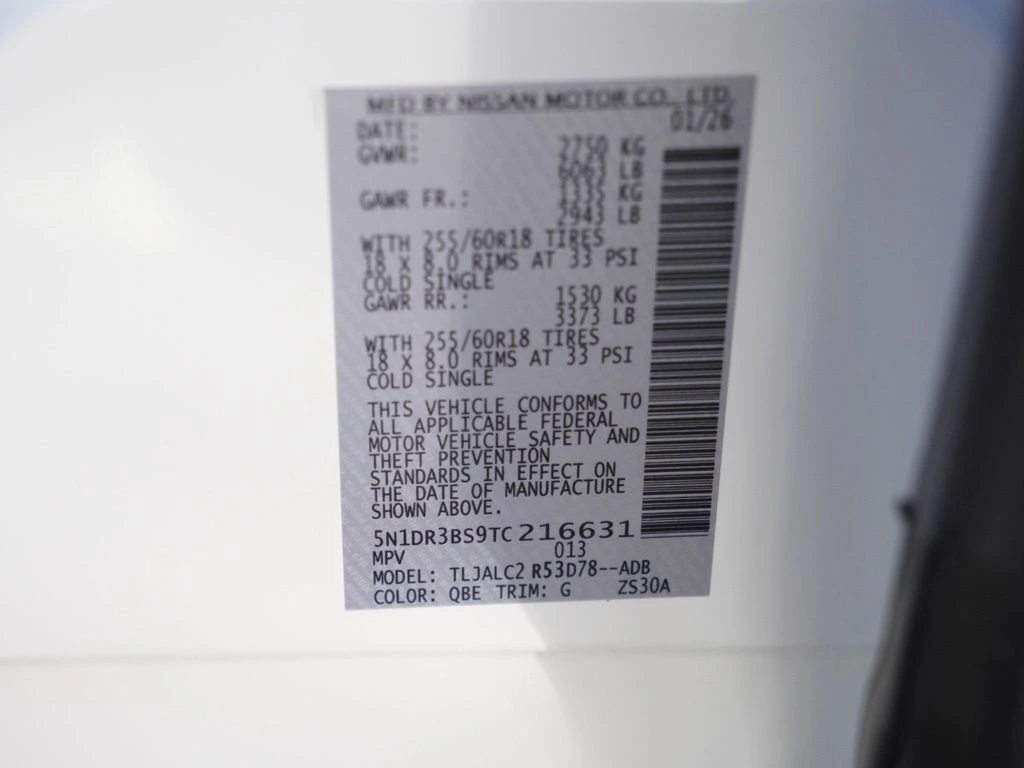 MFD BY NISSAN MOTOR CO., LTD.
DATE: 01/26
GVWR: 2750 KG
6063 LB
GAWR FR.: 1335 KG
2943 LB
WITH 255/60R18 TIRES
18 X 8.0 RIMS AT 33 PSI
COLD SINGLE
GAWR RR.: 1530 KG
3373 LB
WITH 255/60R18 TIRES
18 X 8.0 RIMS AT 33 PSI
COLD SINGLE
THIS VEHICLE CONFORMS TO
ALL APPLICABLE FEDERAL
MOTOR VEHICLE SAFETY AND
THEFT PREVENTION
STANDARDS IN EFFECT ON
THE DATE OF MANUFACTURE
SHOWN ABOVE.
5N1DR3BS9TC216631
MPV 013
MODEL: TLJALC2 R53D78--ADB
COLOR: QBE TRIM: G ZS30A